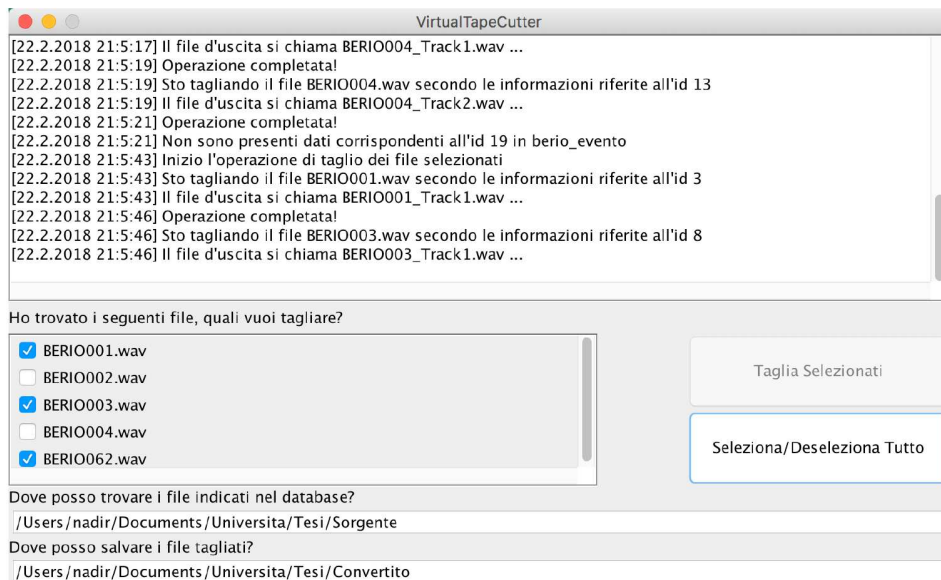 VirtualTapeCutter
[22.2.2018 21:5:17] Il file d'uscita si chiama BERIO004_Track1.wav ...
[22.2.2018 21:5:19] Operazione completata!
[22.2.2018 21:5:19] Sto tagliando il file BERIO004.wav secondo le informazioni riferite all'id 13
[22.2.2018 21:5:19] Il file d'uscita si chiama BERIO004_Track2.wav ...
[22.2.2018 21:5:21] Operazione completata!
[22.2.2018 21:5:21] Non sono presenti dati corrispondenti all'id 19 in berio_evento
[22.2.2018 21:5:43] Inizio l'operazione di taglio dei file selezionati
[22.2.2018 21:5:43] Sto tagliando il file BERIO001.wav secondo le informazioni riferite all'id 3
[22.2.2018 21:5:43] Il file d'uscita si chiama BERIO001_Track1.wav ...
[22.2.2018 21:5:46] Operazione completata!
[22.2.2018 21:5:46] Sto tagliando il file BERIO003.wav secondo le informazioni riferite all'id 8
[22.2.2018 21:5:46] Il file d'uscita si chiama BERIO003_Track1.wav ...
Ho trovato i seguenti file, quali vuoi tagliare?
BERIO001.wav
BERIO002.wav
BERIO003.wav
BERIO004.wav
BERIO062.wav
Taglia Selezionati
Seleziona/Deseleziona Tutto
Dove posso trovare i file indicati nel database?
/Users/nadir/Documents/Universita/Tesi/Sorgente
Dove posso salvare i file tagliati?
/Users/nadir/Documents/Universita/Tesi/Convertito